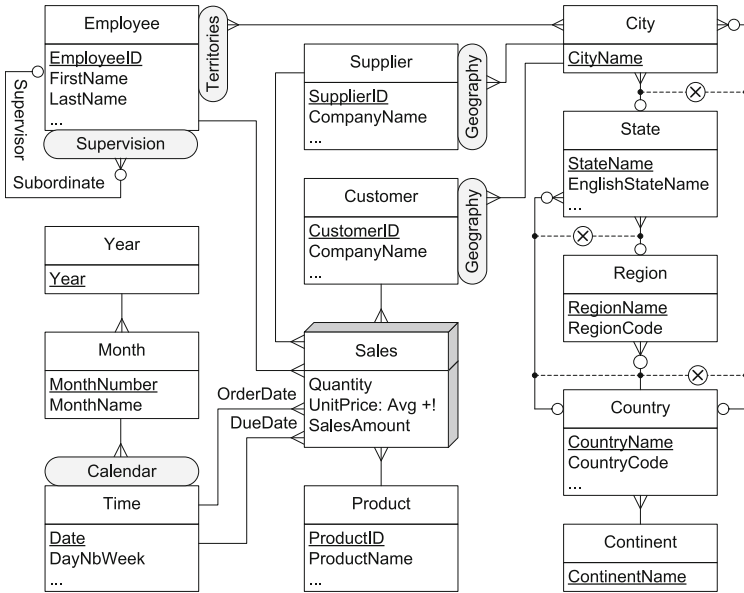 Employee
EmployeeID
FirstName
LastName
...
Territories
Supervision
Supervisor
Subordinate
Supplier
SupplierID
CompanyName
...
Geography
City
CityName
State
StateName
EnglishStateName
...
Customer
CustomerID
CompanyName
...
Geography
Year
Year
Region
RegionName
RegionCode
Month
MonthNumber
MonthName
Sales
Quantity
UnitPrice: Avg +!
SalesAmount
OrderDate
DueDate
Country
CountryName
CountryCode
...
Calendar
Time
Date
DayNbWeek
...
Product
ProductID
ProductName
...
Continent
ContinentName